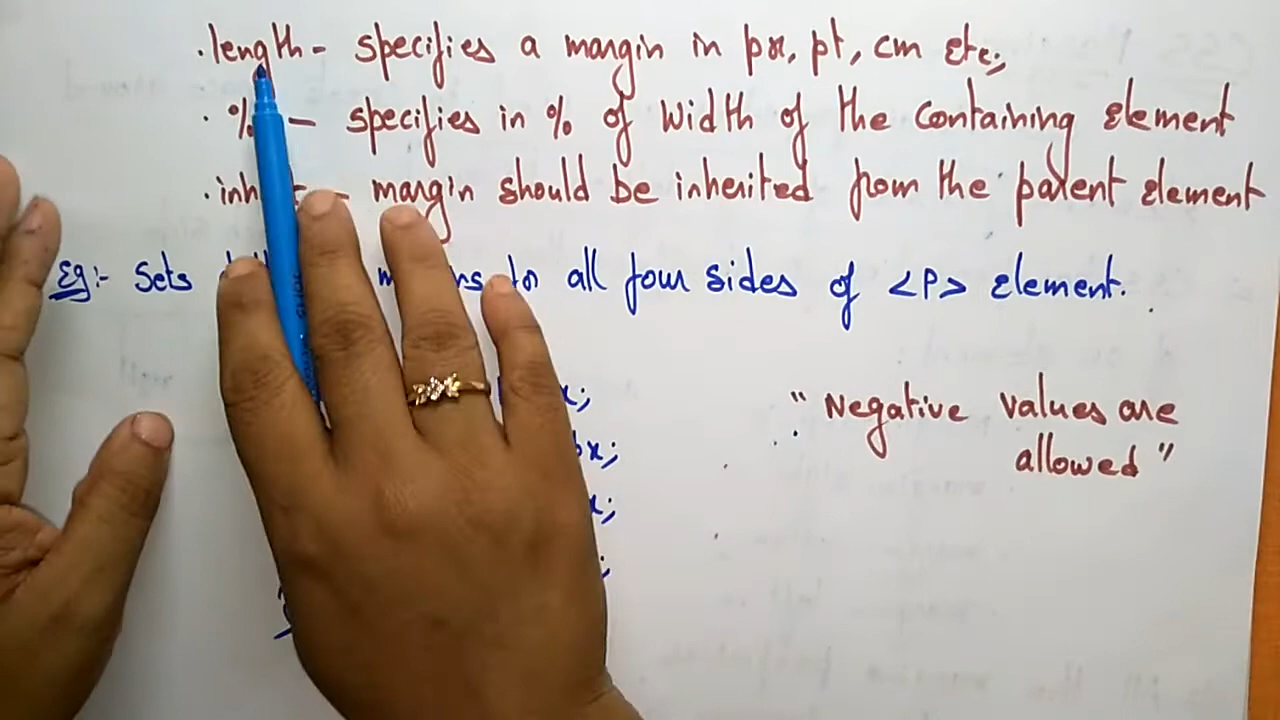 . length - specifies a margin in px, pt, cm etc;
. % - specifies in % of width of the containing element
. - margin should be inherited from the parent element
Eg:- Sets all four sides of <P> element.
x; " Negative values are
px; allowed "
x;
;